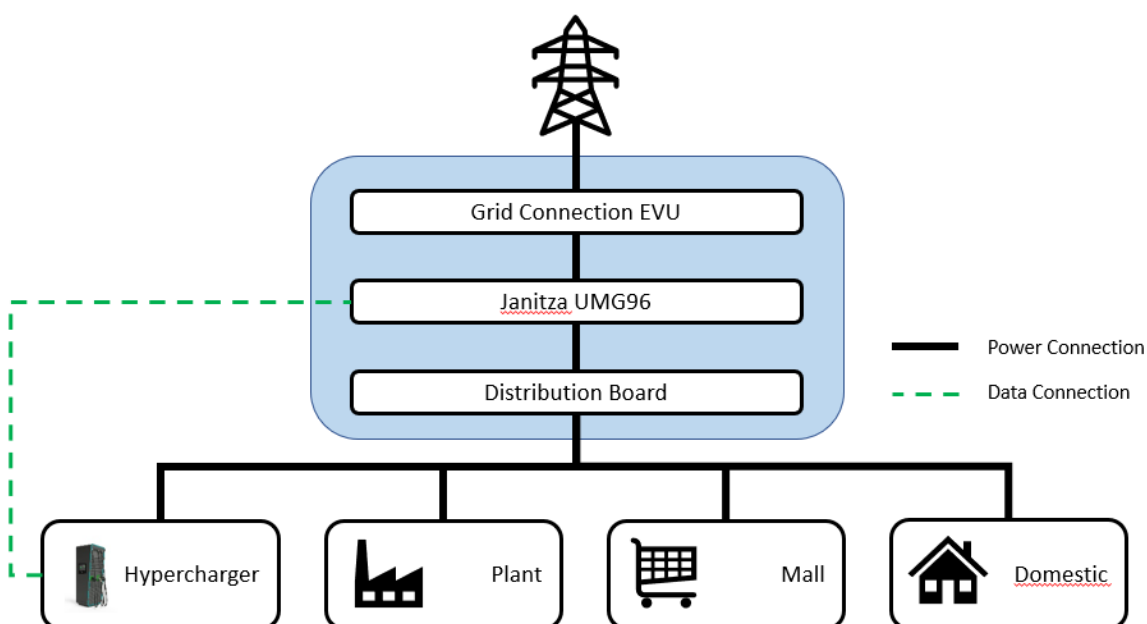 Grid Connection EVU
Janitza UMG96
Distribution Board
Power Connection
Data Connection
Hypercharger
Plant
Mall
Domestic